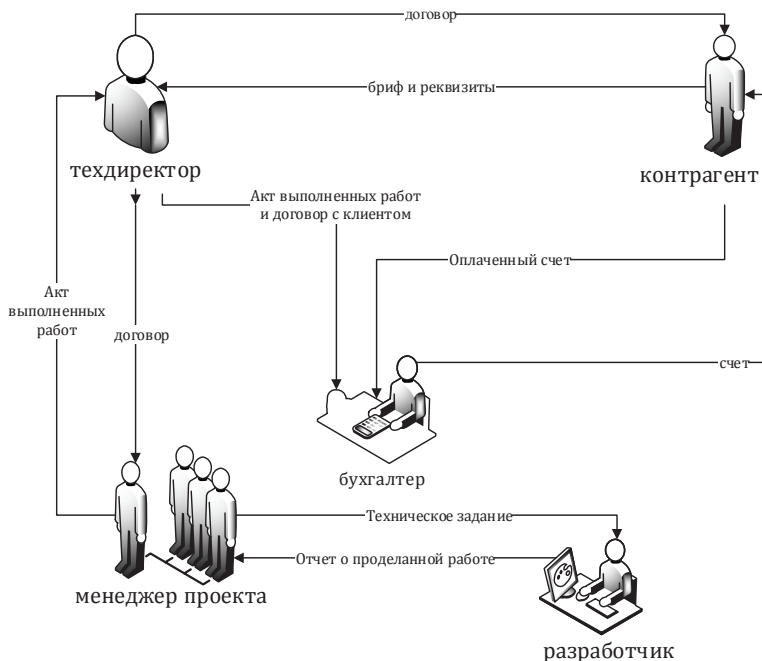 договор
бриф и реквизиты
техдиректор
контрагент
Акт выполненных работ
и договор с клиентом
Оплаченный счет
Акт
выполненных
работ
договор
счет
бухгалтер
Техническое задание
Отчет о проделанной работе
менеджер проекта
разработчик